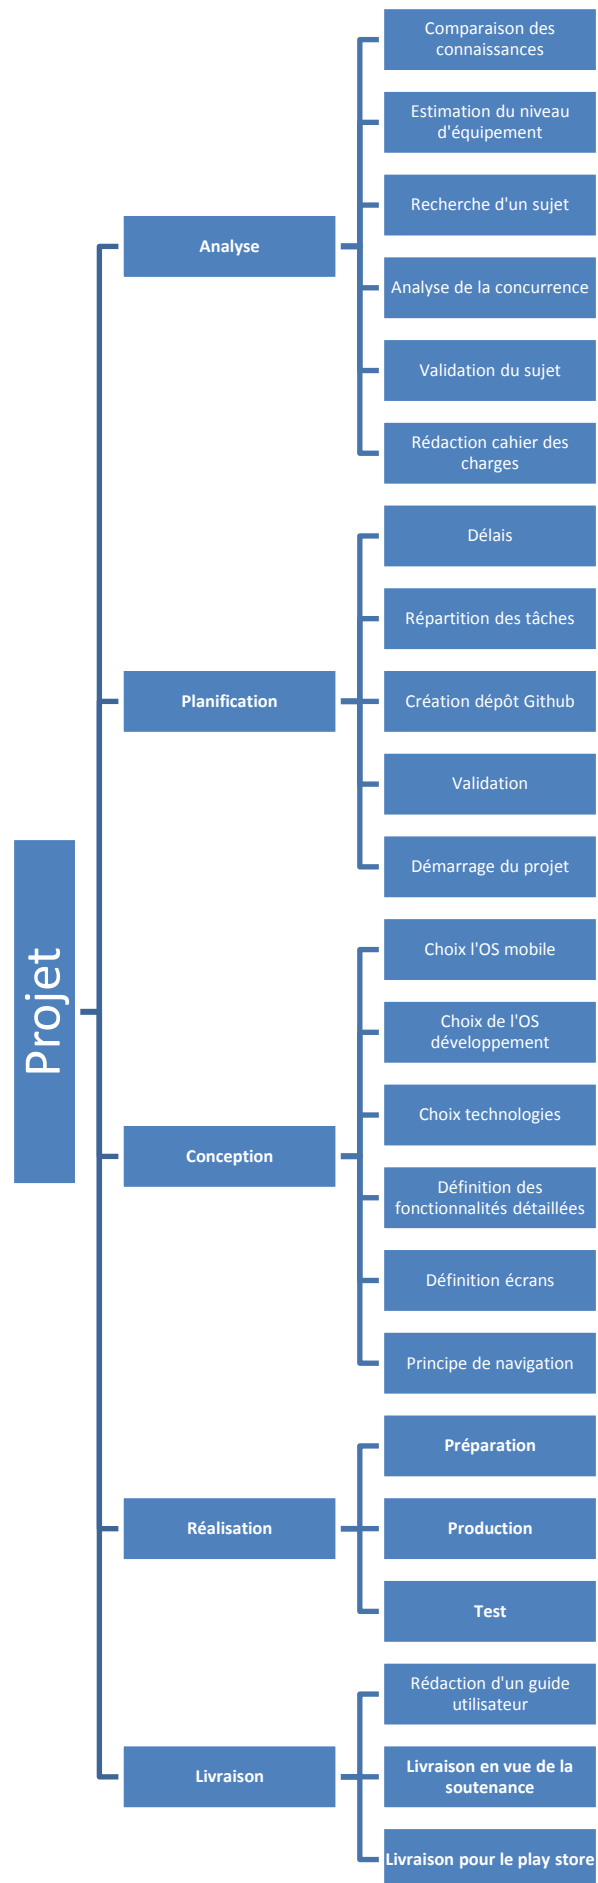 Projet
Analyse
Comparaison des
connaissances
Estimation du niveau
d'équipement
Recherche d'un sujet
Analyse de la concurrence
Validation du sujet
Rédaction cahier des
charges
Planification
Délais
Répartition des tâches
Création dépôt Github
Validation
Démarrage du projet
Conception
Choix l'OS mobile
Choix de l'OS
développement
Choix technologies
Définition des
fonctionnalités détaillées
Définition écrans
Principe de navigation
Réalisation
Préparation
Production
Test
Livraison
Rédaction d'un guide
utilisateur
Livraison en vue de la
soutenance
Livraison pour le play store